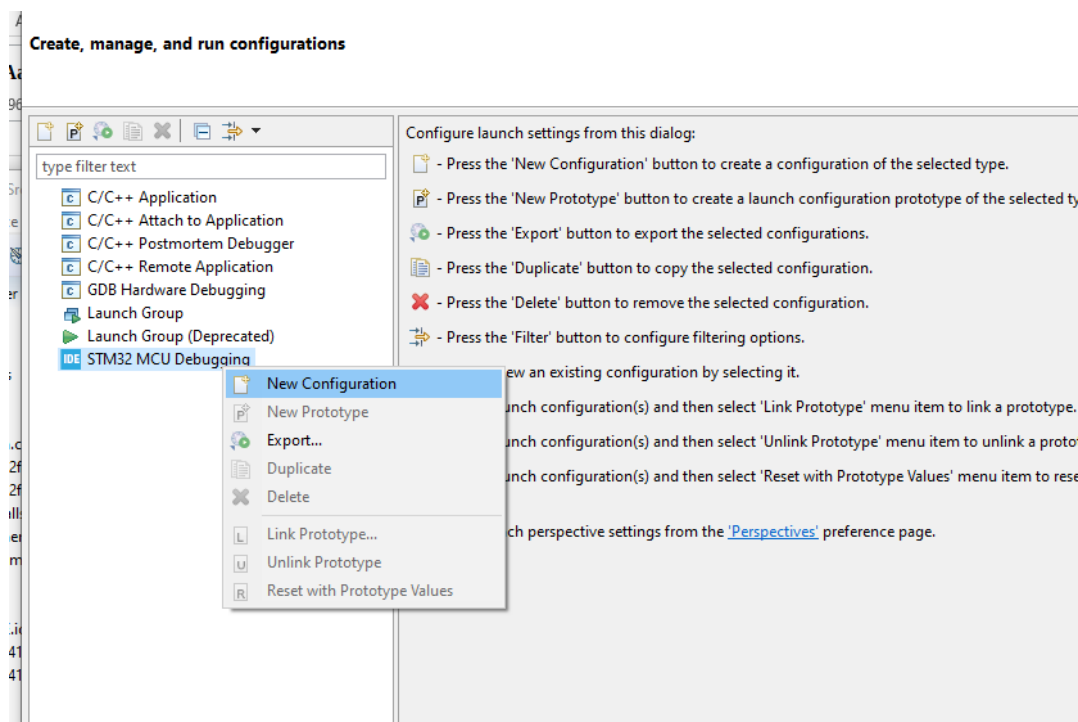 Create, manage, and run configurations
type filter text
C/C++ Application
C/C++ Attach to Application
C/C++ Postmortem Debugger
C/C++ Remote Application
GDB Hardware Debugging
Launch Group
Launch Group (Deprecated)
IDE STM32 MCU Debugging
New Configuration
New Prototype
Export...
Duplicate
Delete
Link Prototype...
Unlink Prototype
Reset with Prototype Values
Configure launch settings from this dialog:
- Press the 'New Configuration' button to create a configuration of the selected type.
- Press the 'New Prototype' button to create a launch configuration prototype of the selected ty
- Press the 'Export' button to export the selected configurations.
- Press the 'Duplicate' button to copy the selected configuration.
- Press the 'Delete' button to remove the selected configuration.
- Press the 'Filter' button to configure filtering options.
ew an existing configuration by selecting it.
unch configuration(s) and then select 'Link Prototype' menu item to link a prototype.
unch configuration(s) and then select 'Unlink Prototype' menu item to unlink a proto
unch configuration(s) and then select 'Reset with Prototype Values' menu item to rese
ch perspective settings from the 'Perspectives' preference page.